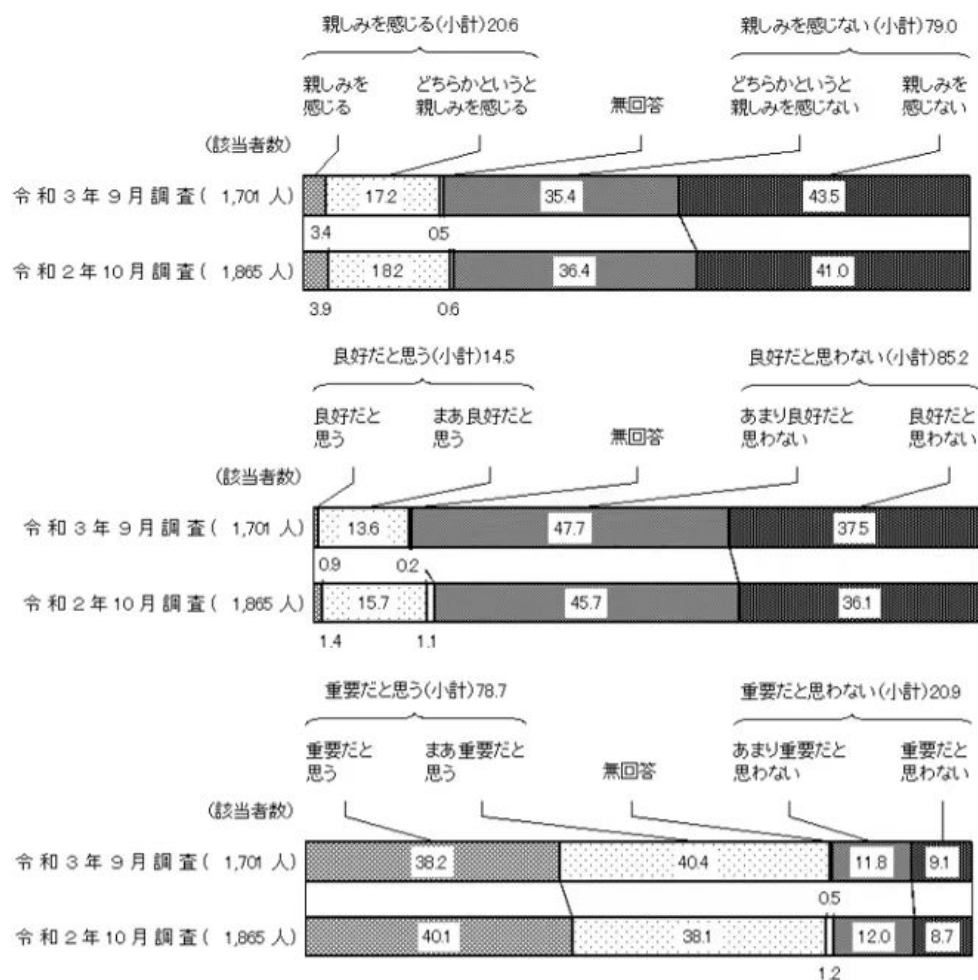 親しみを感じる(小計)20.6
親しみを感じない(小計)79.0
親しみを
感じる
どちらかというと
親しみを感じる
無回答
どちらかというと
親しみを感じない
親しみを
感じない
(該当者数)
令和3年9月調査( 1,701 人)
17.2
35.4
43.5
3.4
0.5
令和2年10月調査( 1,865 人)
18.2
36.4
41.0
3.9
0.6
良好だと思う(小計)14.5
良好だと思わない(小計)85.2
良好だと
思う
まあ良好だと
思う
無回答
あまり良好だと
思わない
良好だと
思わない
(該当者数)
令和3年9月調査( 1,701 人)
13.6
47.7
37.5
0.9
0.2
令和2年10月調査( 1,865 人)
15.7
45.7
36.1
1.4
1.1
重要だと思う(小計)78.7
重要だと思わない(小計)20.9
重要だと
思う
まあ重要だと
思う
無回答
あまり重要だと
思わない
重要だと
思わない
(該当者数)
令和3年9月調査( 1,701 人)
38.2
40.4
11.8
9.1
0.5
令和2年10月調査( 1,865 人)
40.1
38.1
12.0
8.7
1.2